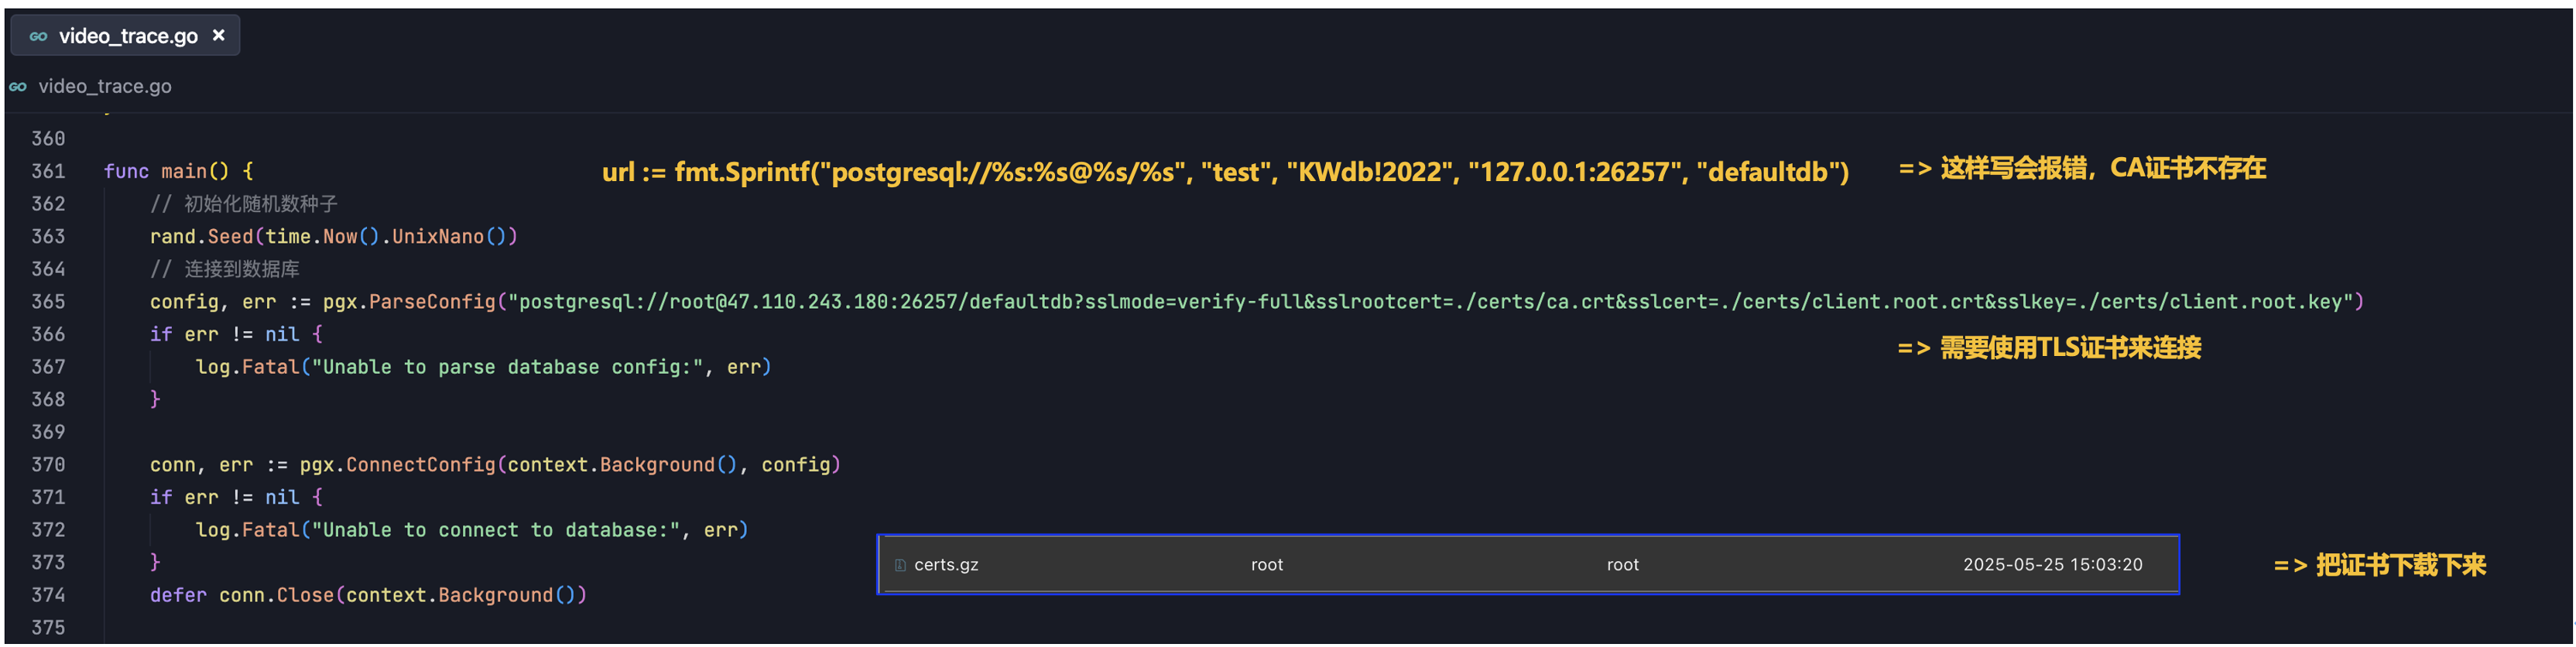 video_trace.go ×
video_trace.go
360
361 func main() { url := fmt.Sprintf("postgresql://%s:%s@%s/%s", "test", "KWdb!2022", "127.0.0.1:26257", "defaultdb") => 这样写会报错，CA证书不存在
362 // 初始化随机数种子
363 rand.Seed(time.Now().UnixNano())
364 // 连接到数据库
365 config, err := pgx.ParseConfig("postgresql://root@47.110.243.180:26257/defaultdb?sslmode=verify-full&sslrootcert=./certs/ca.crt&sslcert=./certs/client.root.crt&sslkey=./certs/client.root.key")
366 if err != nil { => 需要使用TLS证书来连接
367 log.Fatal("Unable to parse database config:", err)
368 }
369
370 conn, err := pgx.ConnectConfig(context.Background(), config)
371 if err != nil {
372 log.Fatal("Unable to connect to database:", err)
373 } certs.gz root root 2025-05-25 15:03:20 => 把证书下载下来
374 defer conn.Close(context.Background())
375